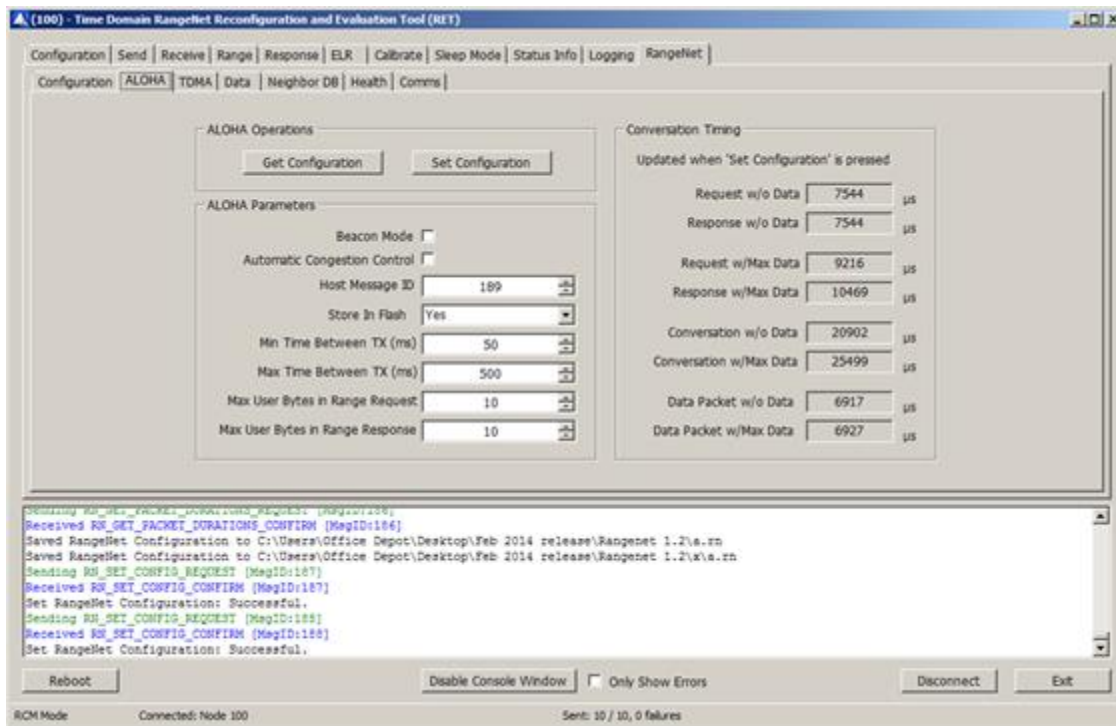 (100) - Time Domain RangeNet Reconfiguration and Evaluation Tool (RET)
Configuration Send Receive Range Response ELR Calibrate Sleep Mode Status Info Logging RangeNet
Configuration ALOHA TDMA Data Neighbor DB Health Comms
ALOHA Operations
Get Configuration Set Configuration
ALOHA Parameters
Beacon Mode
Automatic Congestion Control
Host Message ID 189
Store In Flash Yes
Min Time Between TX (ms) 50
Max Time Between TX (ms) 500
Max User Bytes in Range Request 10
Max User Bytes in Range Response 10
Conversation Timing
Updated when 'Set Configuration' is pressed
Request w/o Data 7544 µs
Response w/o Data 7544 µs
Request w/Max Data 9216 µs
Response w/Max Data 10469 µs
Conversation w/o Data 20902 µs
Conversation w/Max Data 25499 µs
Data Packet w/o Data 6917 µs
Data Packet w/Max Data 6927 µs
Sending RN_GET_PACKET_DURATIONS_REQUEST [MsgID:186]
Received RN_GET_PACKET_DURATIONS_CONFIRM [MsgID:186]
Saved RangeNet Configuration to C:\Users\Office Depot\Desktop\Feb 2014 release\Rangenet 1.2\a.rn
Saved RangeNet Configuration to C:\Users\Office Depot\Desktop\Feb 2014 release\Rangenet 1.2\x\a.rn
Sending RN_SET_CONFIG_REQUEST [MsgID:187]
Received RN_SET_CONFIG_CONFIRM [MsgID:187]
Set RangeNet Configuration: Successful.
Sending RN_SET_CONFIG_REQUEST [MsgID:188]
Received RN_SET_CONFIG_CONFIRM [MsgID:188]
Set RangeNet Configuration: Successful.
Reboot Disable Console Window Only Show Errors Disconnect Exit
RCM Mode Connected: Node 100 Sent: 10 / 10, 0 failures